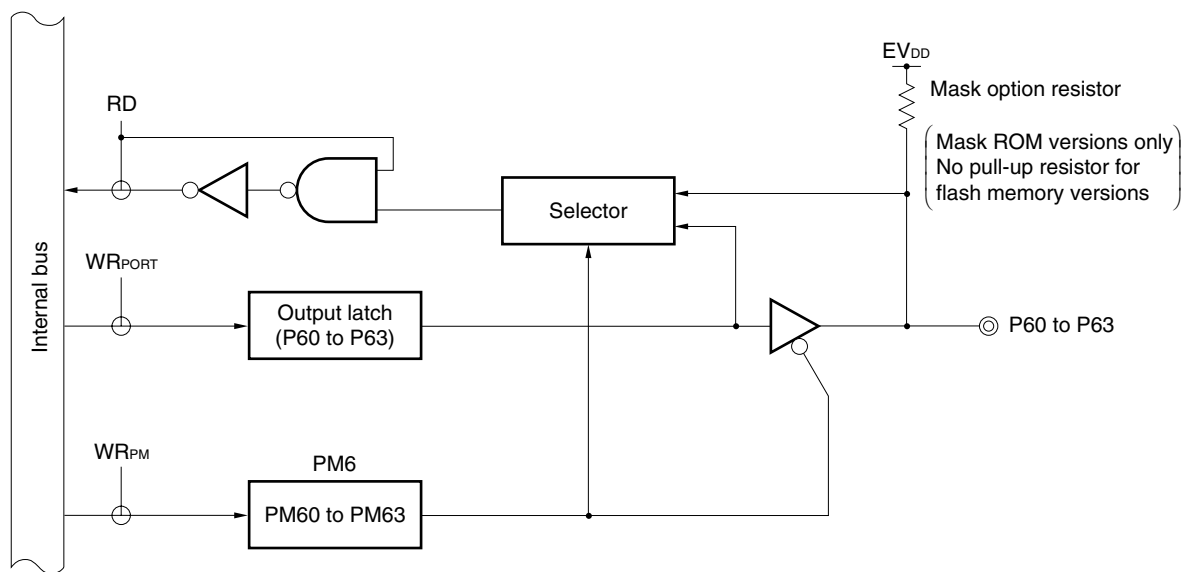 EVDD
Mask option resistor
Mask ROM versions only
No pull-up resistor for
flash memory versions
RD
Selector
Internal bus
WRPORT
Output latch
(P60 to P63)
P60 to P63
WRPM
PM6
PM60 to PM63